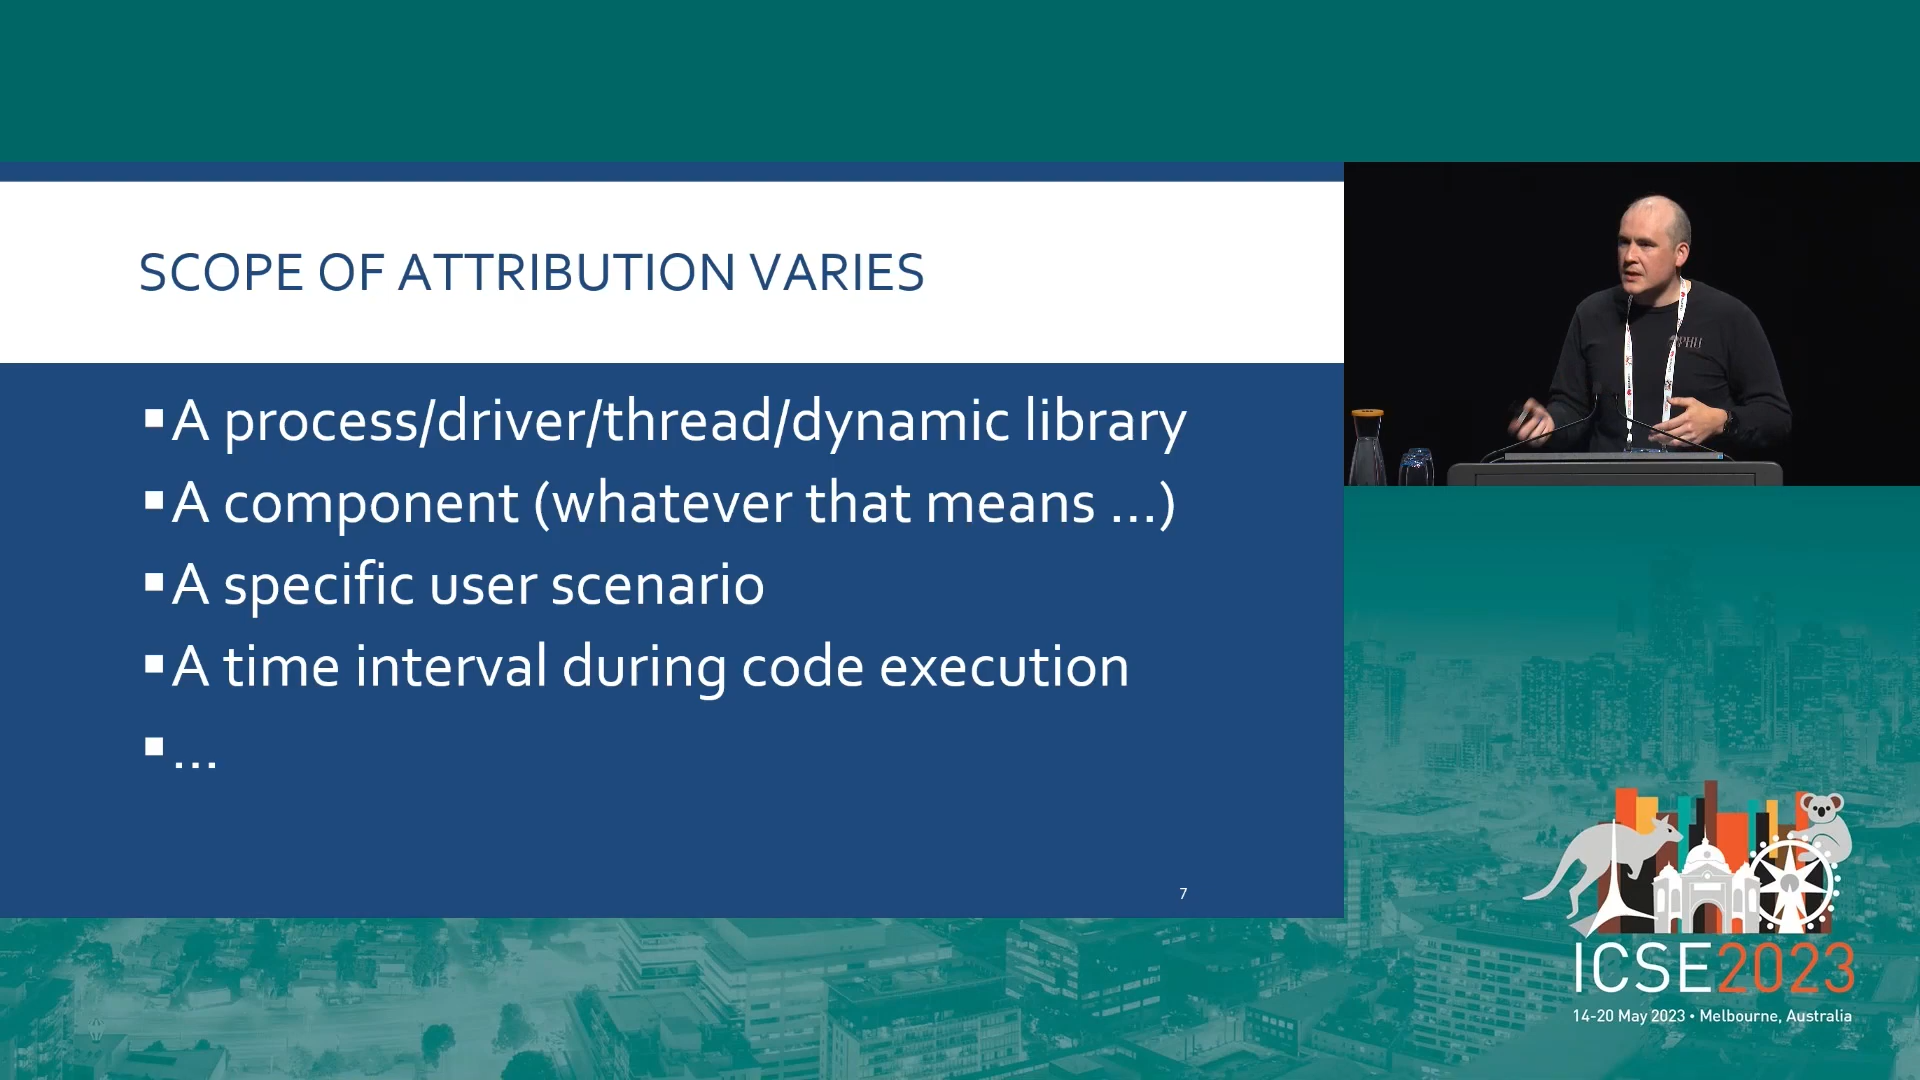 SCOPE OF ATTRIBUTION VARIES
▪A process/driver/thread/dynamic library
▪A component (whatever that means ...)
▪A specific user scenario
▪A time interval during code execution
▪...
7
ICSE2023
14-20 May 2023 • Melbourne, Australia